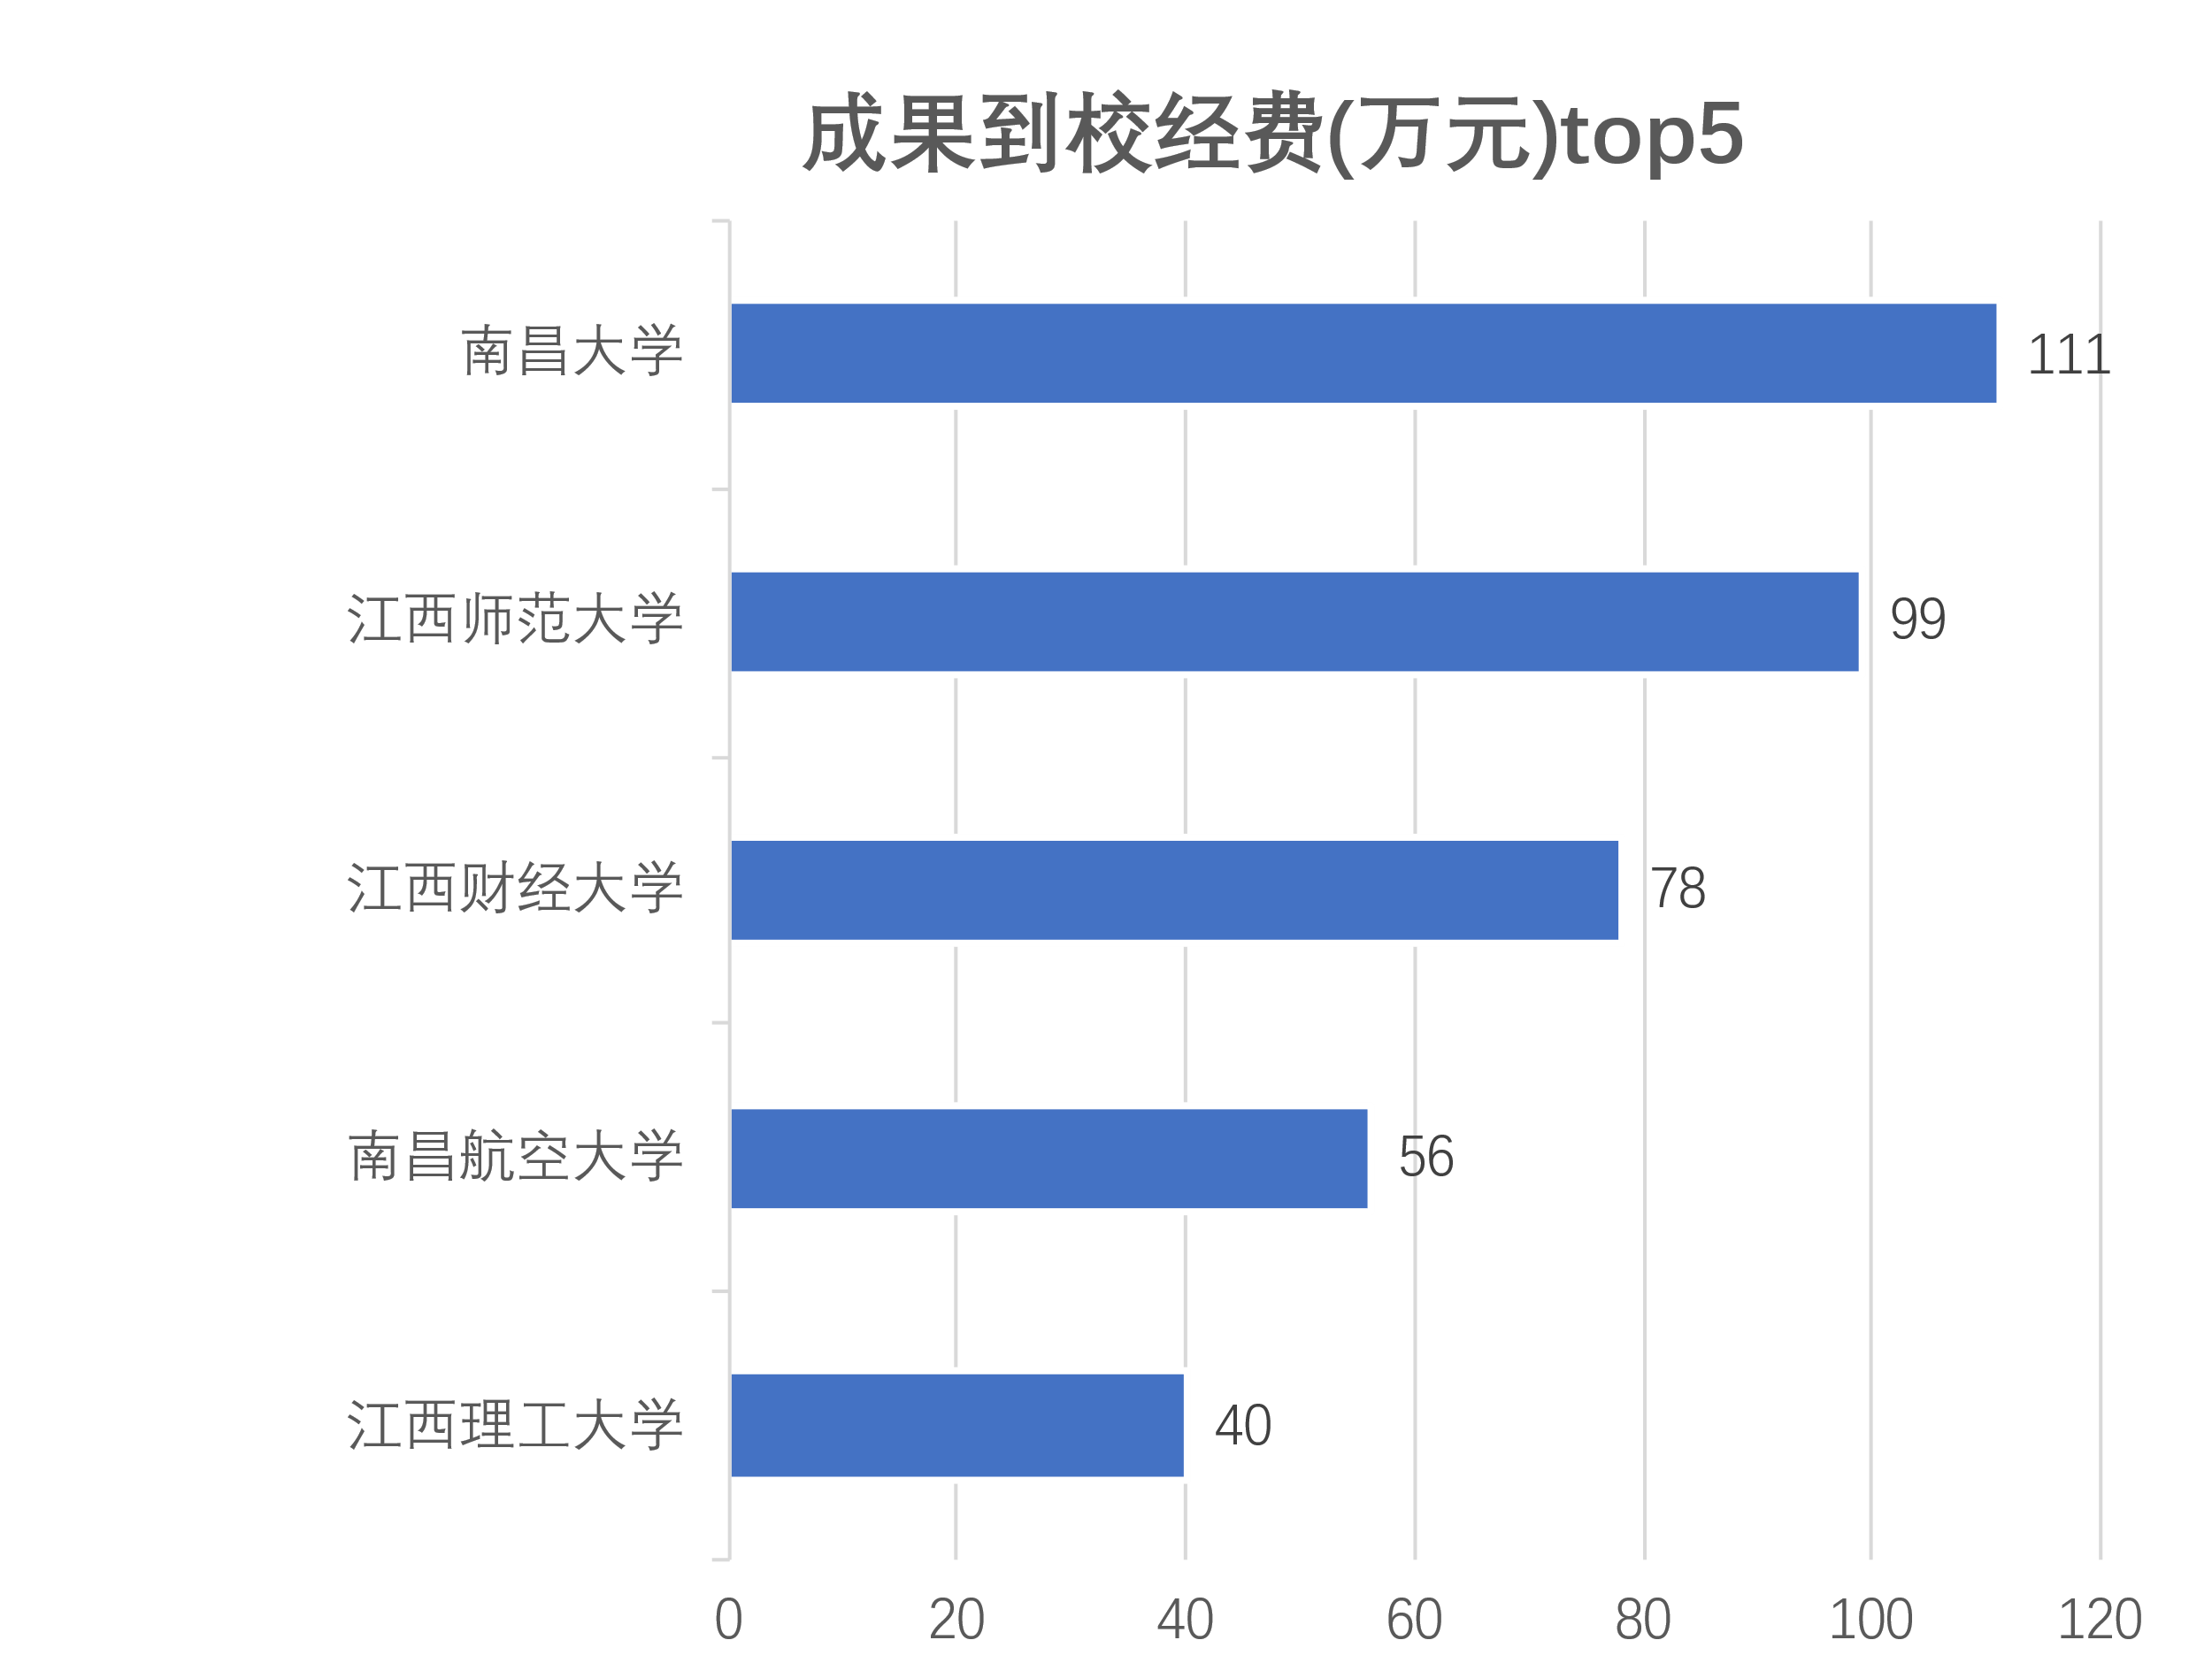 成果到校经费(万元)top5
南昌大学 111
江西师范大学 99
江西财经大学 78
南昌航空大学 56
江西理工大学 40
0 20 40 60 80 100 120